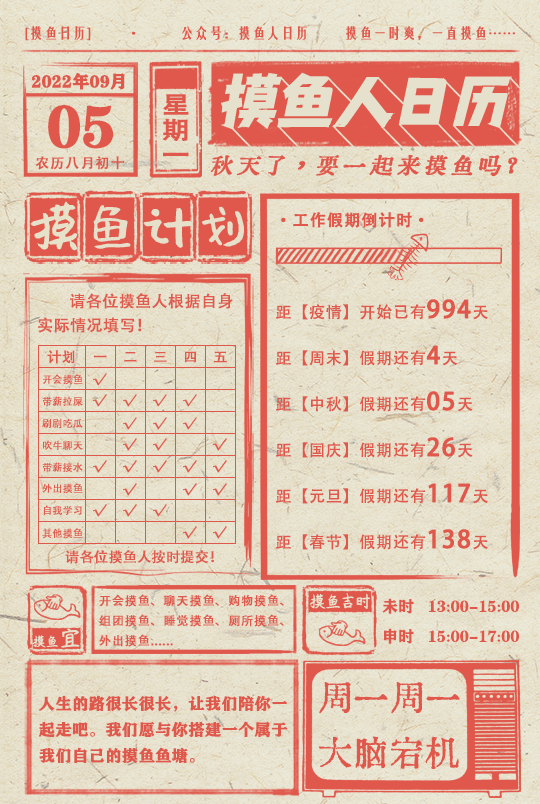 [摸鱼日历] · 公众号：摸鱼人日历 摸鱼一时爽，一直摸鱼……
2022年09月
05
农历八月初十
星期一
摸鱼人日历
秋天了，要一起来摸鱼吗？
摸鱼计划
请各位摸鱼人根据自身
实际情况填写！
计划 一 二 三 四 五
开会摸鱼 ✓
带薪拉屎 ✓ ✓ ✓ ✓
刷剧吃瓜 ✓ ✓ ✓
吹牛聊天 ✓ ✓ ✓
带薪接水 ✓ ✓ ✓ ✓ ✓
外出摸鱼 ✓ ✓ ✓
自我学习 ✓ ✓ ✓
其他摸鱼 ✓ ✓
请各位摸鱼人按时提交！
·工作假期倒计时·
距【疫情】开始已有994天
距【周末】假期还有4天
距【中秋】假期还有05天
距【国庆】假期还有26天
距【元旦】假期还有117天
距【春节】假期还有138天
摸鱼宜
开会摸鱼、聊天摸鱼、购物摸鱼、
组团摸鱼、睡觉摸鱼、厕所摸鱼、
外出摸鱼……
摸鱼吉时
未时 13:00-15:00
申时 15:00-17:00
人生的路很长很长，让我们陪你一
起走吧。我们愿与你搭建一个属于
我们自己的摸鱼鱼塘。
周一周一
大脑宕机